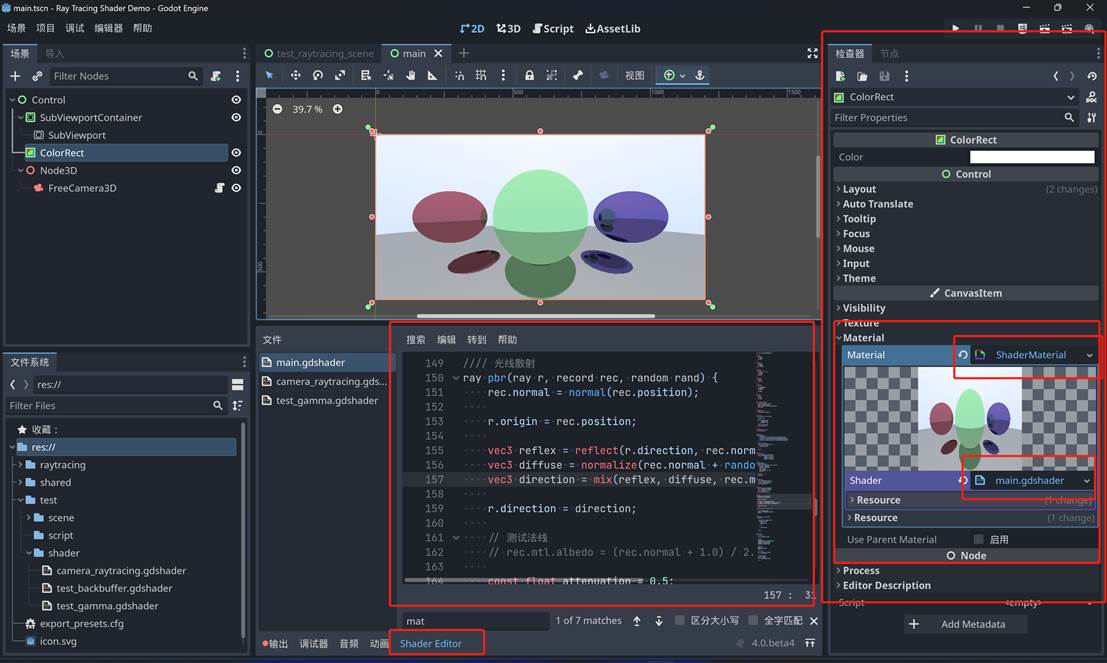 main.tscn - Ray Tracing Shader Demo - Godot Engine
场景 项目 调试 编辑器 帮助
2D 3D Script AssetLib
场景 导入
Filter Nodes
Control
SubViewportContainer
SubViewport
ColorRect
Node3D
FreeCamera3D
文件系统
res://
Filter Files
收藏：
res://
raytracing
shared
test
scene
script
shader
camera_raytracing.gdshader
test_backbuffer.gdshader
test_gamma.gdshader
export_presets.cfg
icon.svg
test_raytracing_scene main
视图
0 500 1000 1500
39.7 %
文件
main.gdshader
camera_raytracing.gds...
test_gamma.gdshader
搜索 编辑 转到 帮助
149 //// 光线散射
150 ray pbr(ray r, record rec, random rand) {
151 rec.normal = normal(rec.position);
152
153 r.origin = rec.position;
154
155 vec3 reflex = reflect(r.direction, rec.norm
156 vec3 diffuse = normalize(rec.normal + rando
157 vec3 direction = mix(reflex, diffuse, rec.m
158
159 r.direction = direction;
160
161 // 测试法线
162 // rec.mtl.albedo = (rec.normal + 1.0) / 2.
163
164 const float attenuation = 0.5;
157 : 31
mat
1 of 7 matches
区分大小写
全字匹配
输出 调试器 音频 动画 Shader Editor
4.0.beta4
检查器 节点
ColorRect
Filter Properties
ColorRect
Color
Control
Layout (2 changes)
Auto Translate
Tooltip
Focus
Mouse
Input
Theme
CanvasItem
Visibility
Texture
Material
Material ShaderMaterial
Shader main.gdshader
Resource (1 change)
Resource (1 change)
Use Parent Material 启用
Node
Process
Editor Description
Script <empty>
Add Metadata